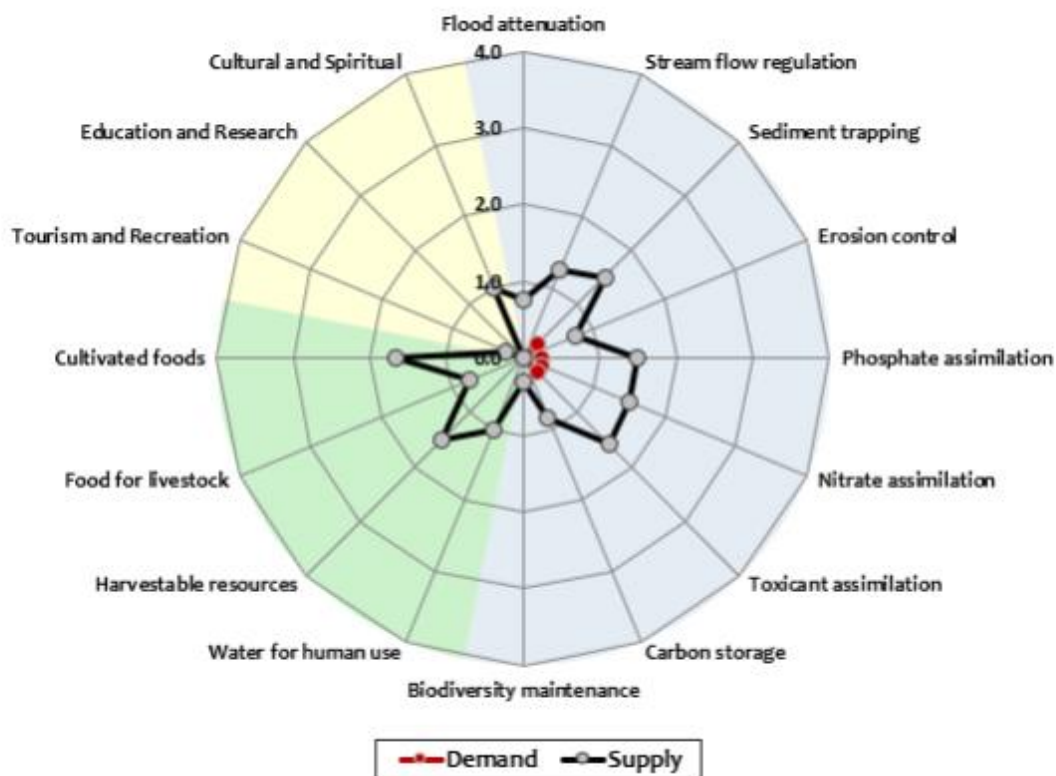 Flood attenuation
4.0
Cultural and Spiritual
Stream flow regulation
Education and Research
Sediment trapping
3.0
Tourism and Recreation
2.0
Erosion control
1.0
Cultivated foods
0.0
Phosphate assimilation
Food for livestock
Nitrate assimilation
Harvestable resources
Toxicant assimilation
Water for human use
Carbon storage
Biodiversity maintenance
Demand Supply